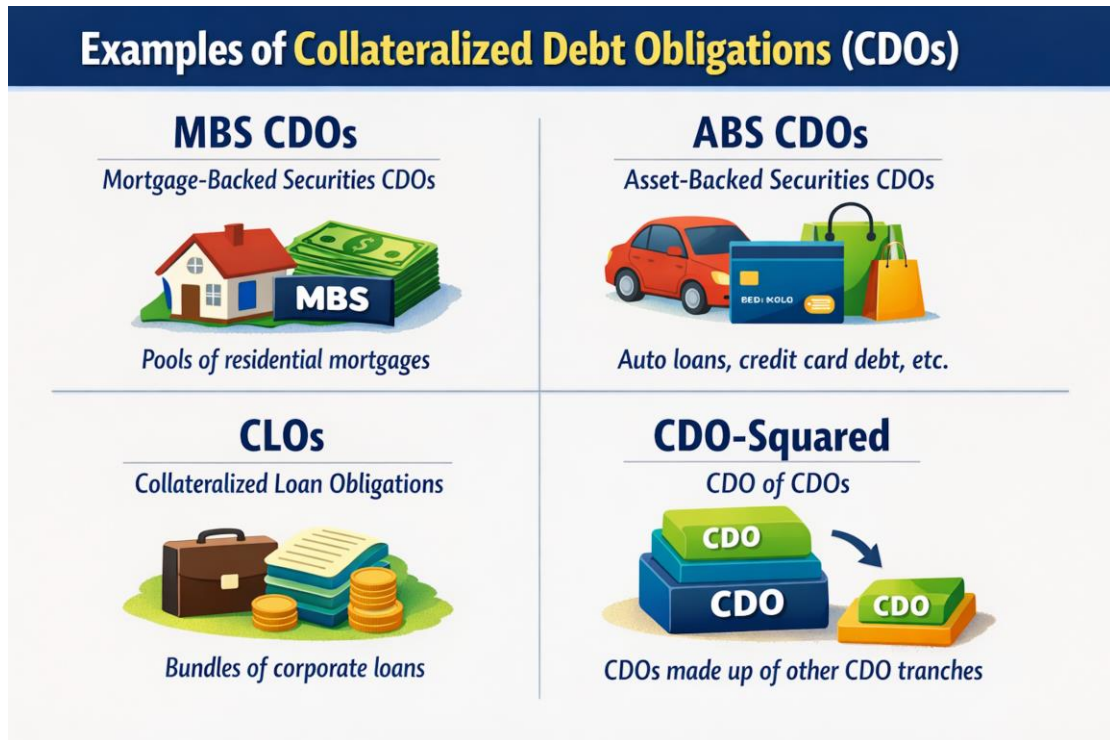 Examples of Collateralized Debt Obligations (CDOs)
MBS CDOs
Mortgage-Backed Securities CDOs
MBS
Pools of residential mortgages
ABS CDOs
Asset-Backed Securities CDOs
Auto loans, credit card debt, etc.
CLOs
Collateralized Loan Obligations
Bundles of corporate loans
CDO-Squared
CDO of CDOs
CDO
CDO
CDO
CDOs made up of other CDO tranches